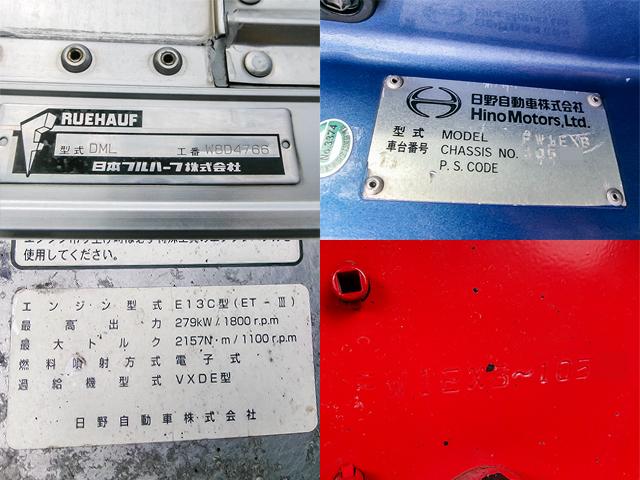 RUEHAUF
型式 DML 工番 W8D4766
日本フルハーフ株式会社
日野自動車株式会社
Hino Motors, Ltd.
型式 MODEL
車台番号 CHASSIS NO.
P.S. CODE
No.3374
使用してください。
エンジン型式 E13C型(ET-Ⅲ)
最高出力 279kW/1800r.p.m
最大トルク 2157N・m/1100r.p.m
燃料噴射方式 電子式
過給機型式 VXDE型
日野自動車株式会社